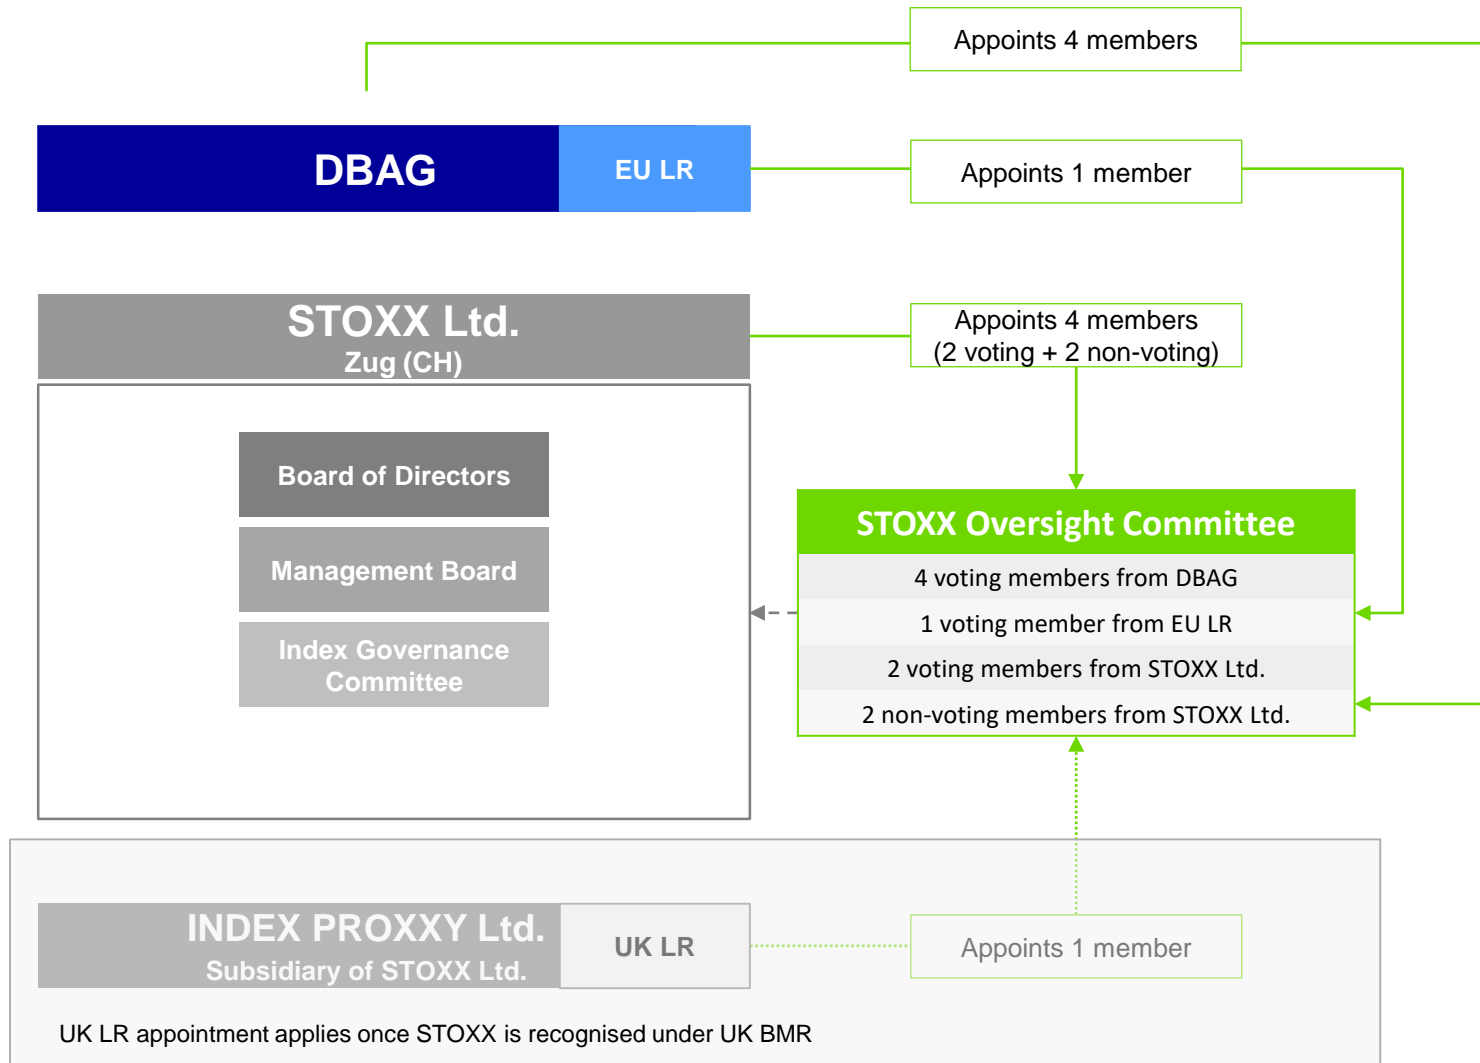 Appoints 4 members
DBAG
EU LR
Appoints 1 member
STOXX Ltd.
Zug (CH)
Appoints 4 members
(2 voting + 2 non-voting)
Board of Directors
Management Board
Index Governance
Committee
STOXX Oversight Committee
4 voting members from DBAG
1 voting member from EU LR
2 voting members from STOXX Ltd.
2 non-voting members from STOXX Ltd.
INDEX PROXXY Ltd.
Subsidiary of STOXX Ltd.
UK LR
Appoints 1 member
UK LR appointment applies once STOXX is recognised under UK BMR